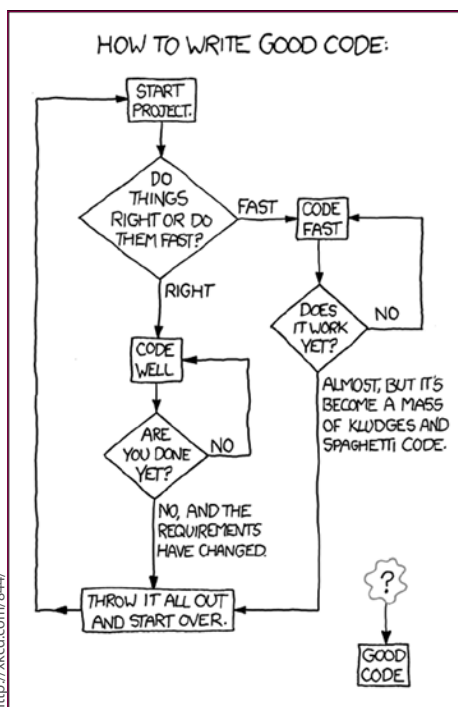 HOW TO WRITE GOOD CODE:
START
PROJECT.
DO
THINGS
RIGHT OR DO
THEM FAST?
FAST
CODE
FAST
RIGHT
DOES
IT WORK
YET?
NO
CODE
WELL
ALMOST, BUT IT'S
BECOME A MASS
OF KLUDGES AND
SPAGHETTI CODE.
ARE
YOU DONE
YET?
NO
NO, AND THE
REQUIREMENTS
HAVE CHANGED.
THROW IT ALL OUT
AND START OVER.
?
GOOD
CODE
http://xkcd.com/844/